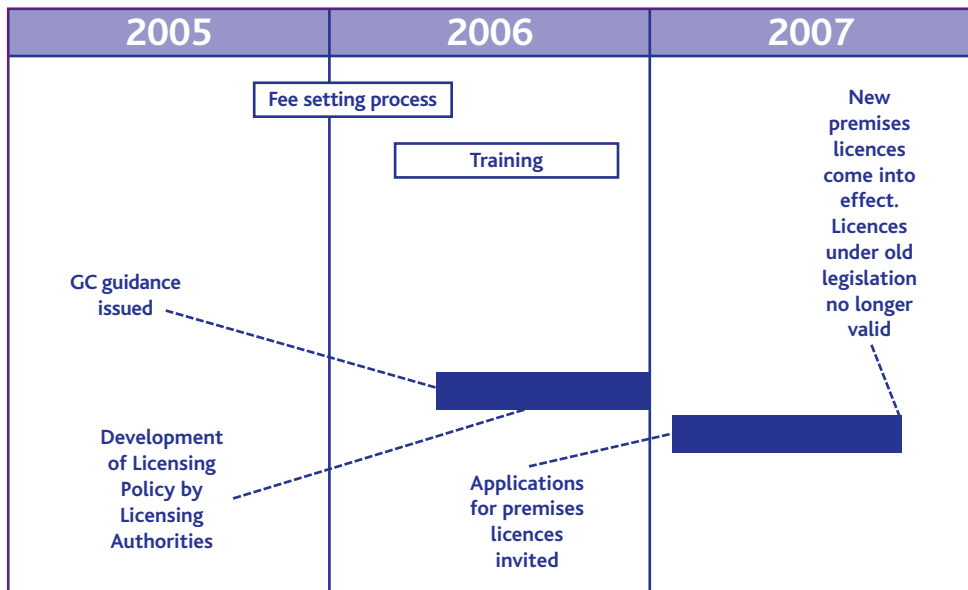 2005 2006 2007
Fee setting process
Training
New
premises
licences
come into
effect.
Licences
under old
legislation
no longer
valid
GC guidance
issued
Development
of Licensing
Policy by
Licensing
Authorities
Applications
for premises
licences
invited